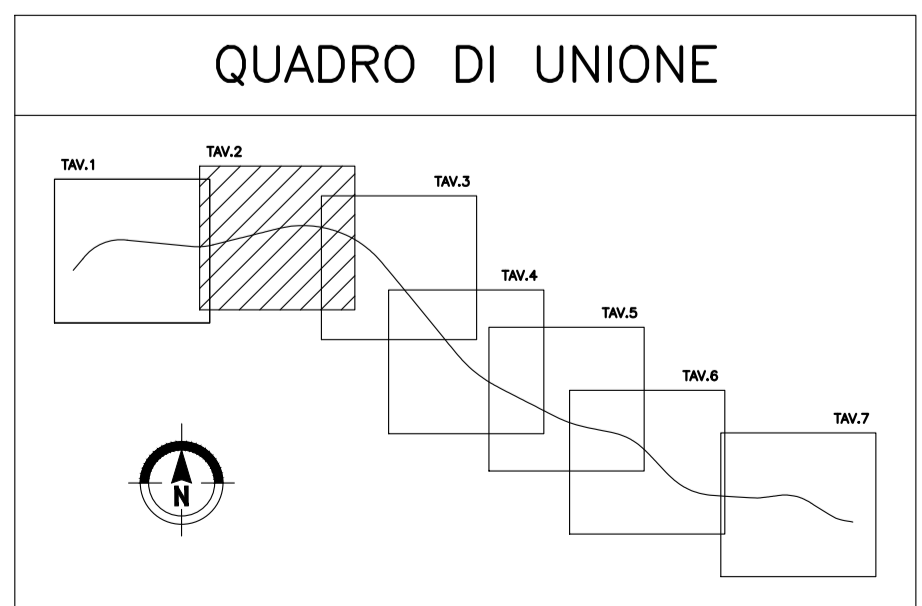 QUADRO DI UNIONE
TAV.1
TAV.2
TAV.3
TAV.4
TAV.5
TAV.6
TAV.7
N